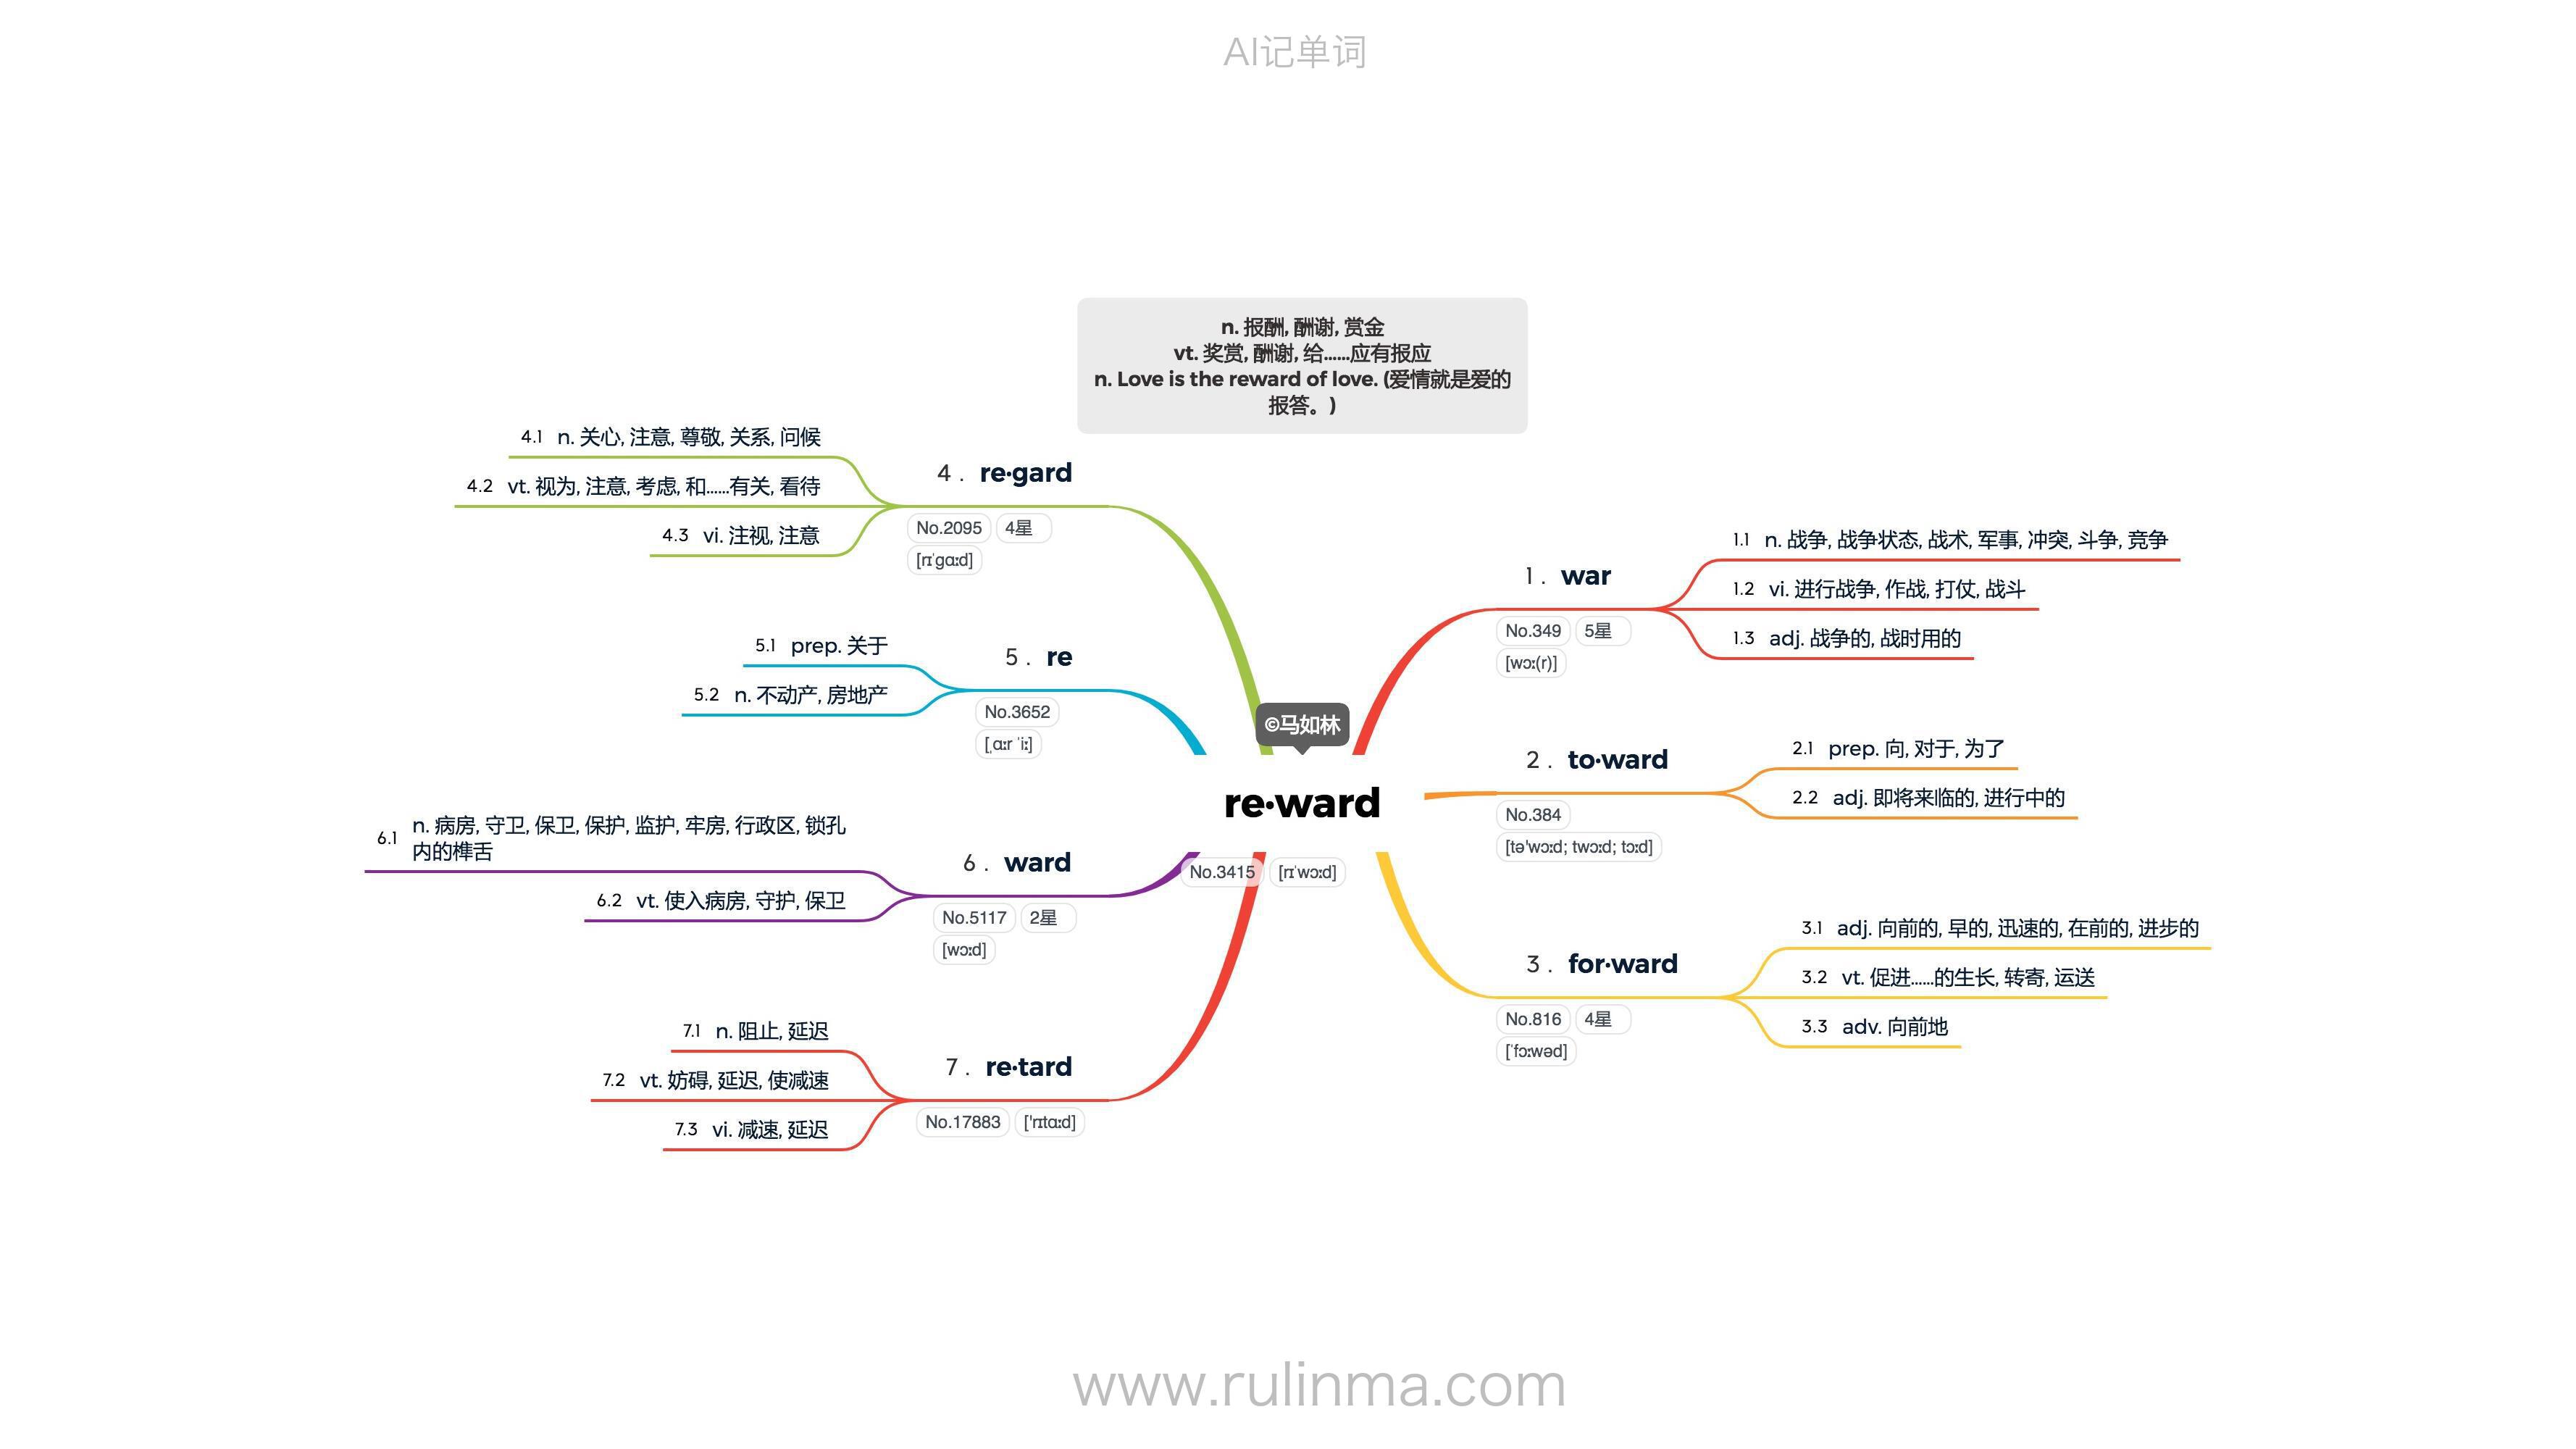 AI记单词
n. 报酬, 酬谢, 赏金
vt. 奖赏, 酬谢, 给……应有报应
n. Love is the reward of love. (爱情就是爱的
报答。)
©马如林
re·ward
No.3415 [rɪˈwɔːd]
1 . war
No.349 5星
[wɔː(r)]
1.1 n. 战争, 战争状态, 战术, 军事, 冲突, 斗争, 竞争
1.2 vi. 进行战争, 作战, 打仗, 战斗
1.3 adj. 战争的, 战时用的
2 . to·ward
No.384
[tə'wɔːd; twɔːd; tɔːd]
2.1 prep. 向, 对于, 为了
2.2 adj. 即将来临的, 进行中的
3 . for·ward
No.816 4星
[ˈfɔːwəd]
3.1 adj. 向前的, 早的, 迅速的, 在前的, 进步的
3.2 vt. 促进……的生长, 转寄, 运送
3.3 adv. 向前地
4 . re·gard
No.2095 4星
[rɪˈɡɑːd]
4.1 n. 关心, 注意, 尊敬, 关系, 问候
4.2 vt. 视为, 注意, 考虑, 和……有关, 看待
4.3 vi. 注视, 注意
5 . re
No.3652
[ˌɑːr ˈiː]
5.1 prep. 关于
5.2 n. 不动产, 房地产
6 . ward
No.5117 2星
[wɔːd]
6.1 n. 病房, 守卫, 保卫, 保护, 监护, 牢房, 行政区, 锁孔
内的榫舌
6.2 vt. 使入病房, 守护, 保卫
7 . re·tard
No.17883 ['rɪtɑːd]
7.1 n. 阻止, 延迟
7.2 vt. 妨碍, 延迟, 使减速
7.3 vi. 减速, 延迟
www.rulinma.com